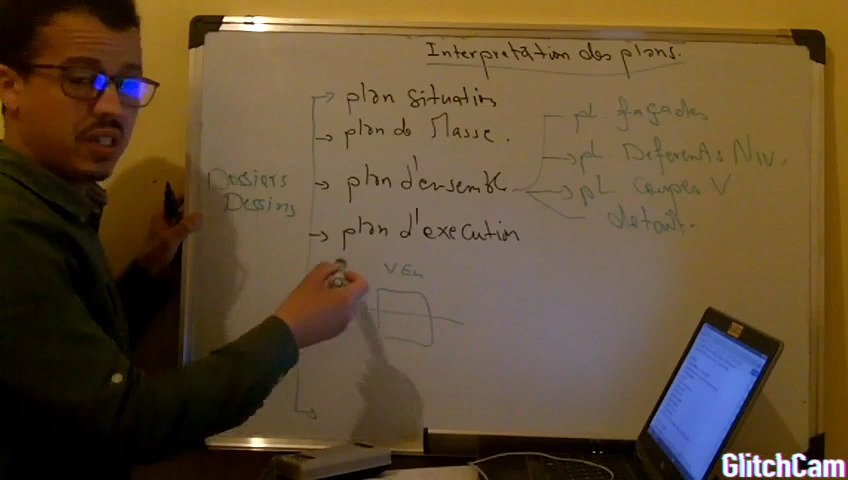 Interpretation des plans.
plan situation
plan de Masse.
plan d'ensemble
plan d'execution
Dossiers
Dessins
pl. façades
pl. Deferents Niv.
pl. coupes V
detail.
GlitchCam